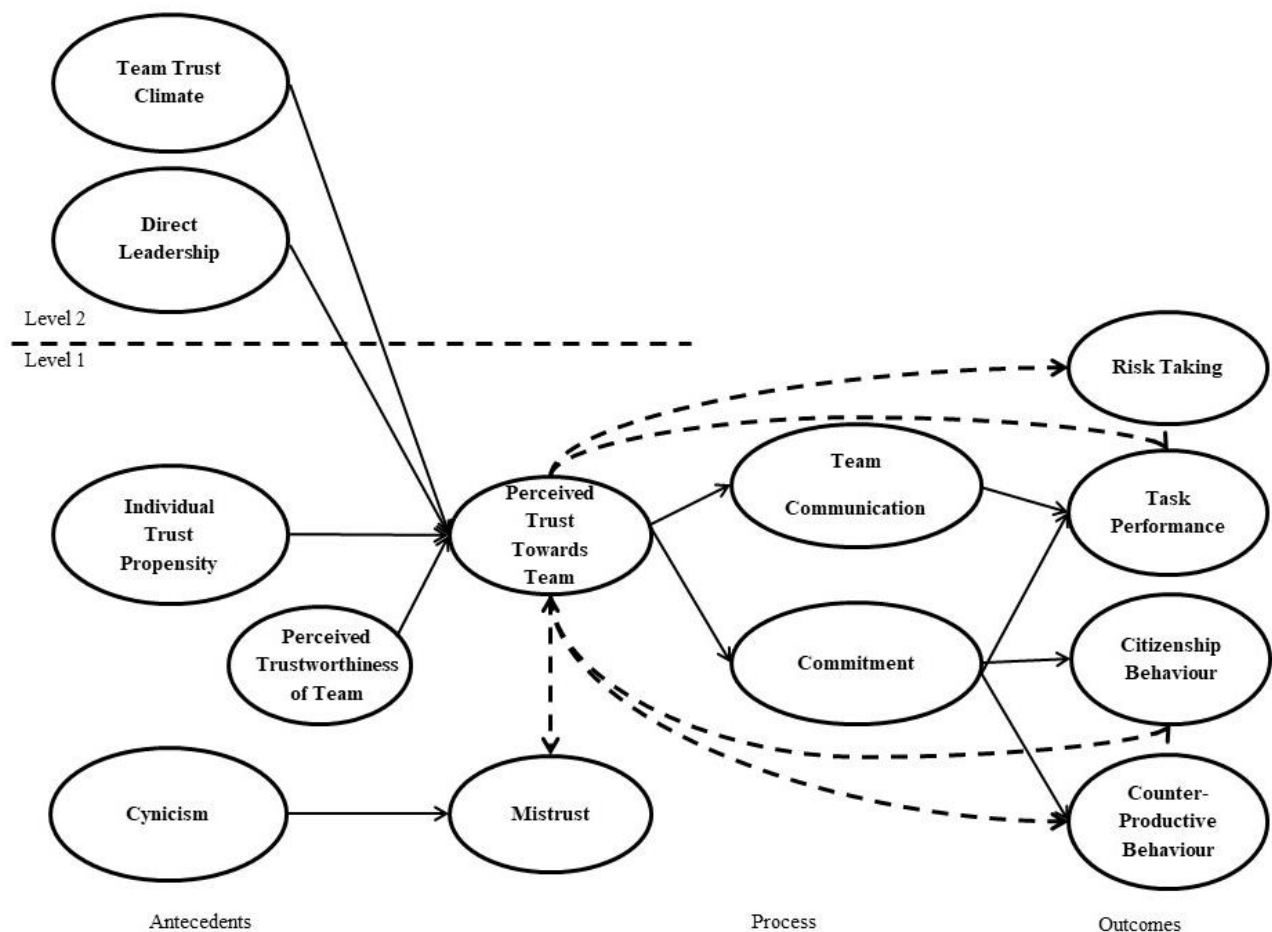 Team Trust
Climate
Direct
Leadership
Level 2
Level 1
Risk Taking
Team
Communication
Individual
Trust
Propensity
Perceived
Trust
Towards
Team
Task
Performance
Perceived
Trustworthiness
of Team
Commitment
Citizenship
Behaviour
Cynicism
Mistrust
Counter-
Productive
Behaviour
Antecedents
Process
Outcomes